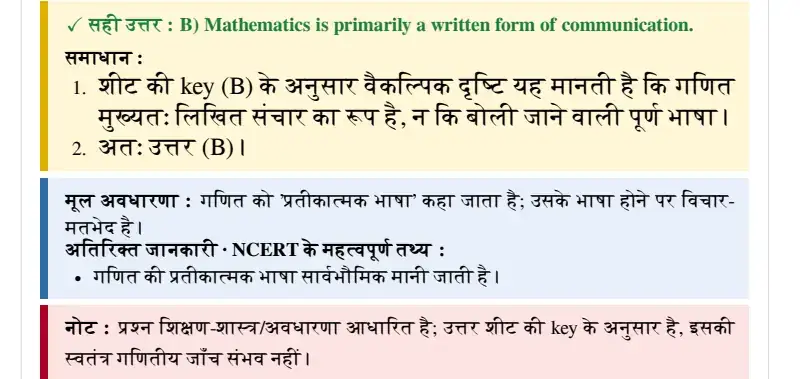 ✓ सही उत्तर : B) Mathematics is primarily a written form of communication.
समाधान :
1. शीट की key (B) के अनुसार वैकल्पिक दृष्टि यह मानती है कि गणित
मुख्यतः लिखित संचार का रूप है, न कि बोली जाने वाली पूर्ण भाषा।
2. अतः उत्तर (B)।
मूल अवधारणा : गणित को 'प्रतीकात्मक भाषा' कहा जाता है; उसके भाषा होने पर विचार-
मतभेद है।
अतिरिक्त जानकारी · NCERT के महत्वपूर्ण तथ्य :
• गणित की प्रतीकात्मक भाषा सार्वभौमिक मानी जाती है।
नोट : प्रश्न शिक्षण-शास्त्र/अवधारणा आधारित है; उत्तर शीट की key के अनुसार है, इसकी
स्वतंत्र गणितीय जाँच संभव नहीं।